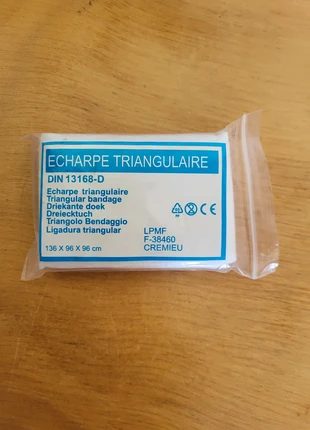 ECHARPE TRIANGULAIRE
DIN 13168-D
Echarpe triangulaire
Triangular bandage
Driekante doek
Dreiecktuch
Triangolo Bendaggio
Ligadura triangular
136 X 96 X 96 cm
LPMF
F-38460
CREMIEU
CE